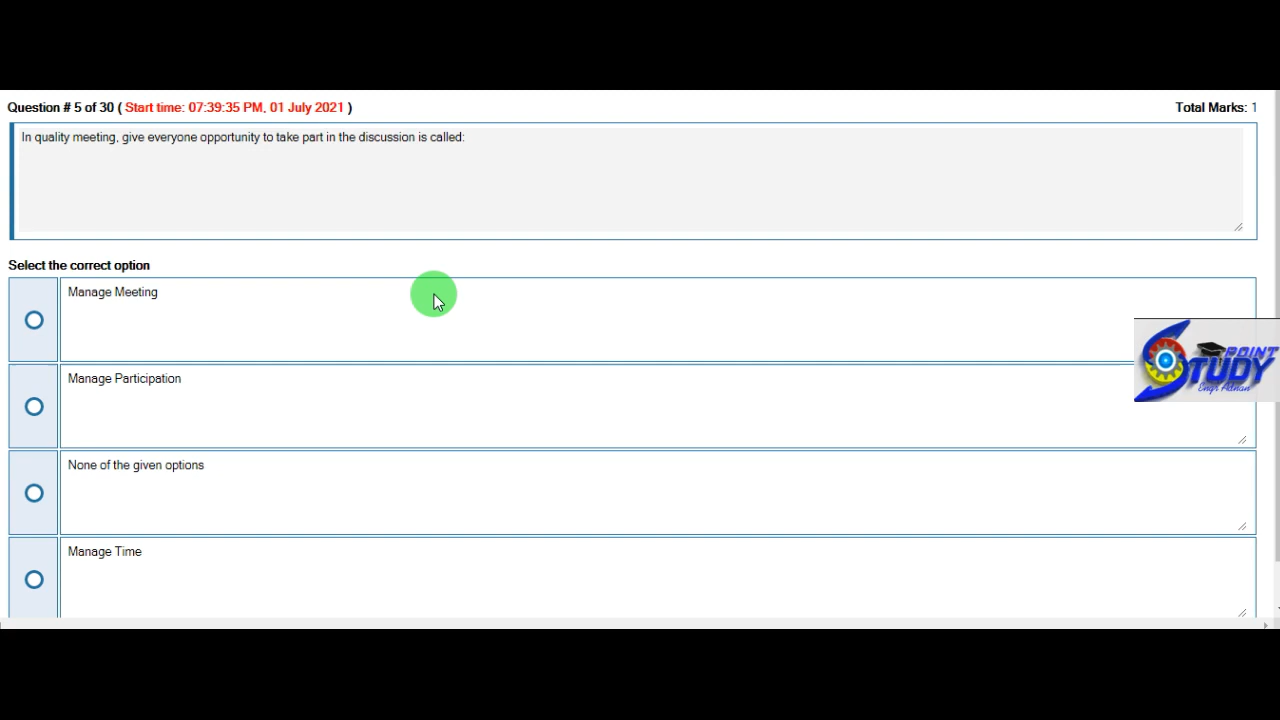 Question # 5 of 30 ( Start time: 07:39:35 PM, 01 July 2021 )
Total Marks: 1
In quality meeting, give everyone opportunity to take part in the discussion is called:
Select the correct option
Manage Meeting
POINT
STUDY
Engr Adnan
Manage Participation
None of the given options
Manage Time